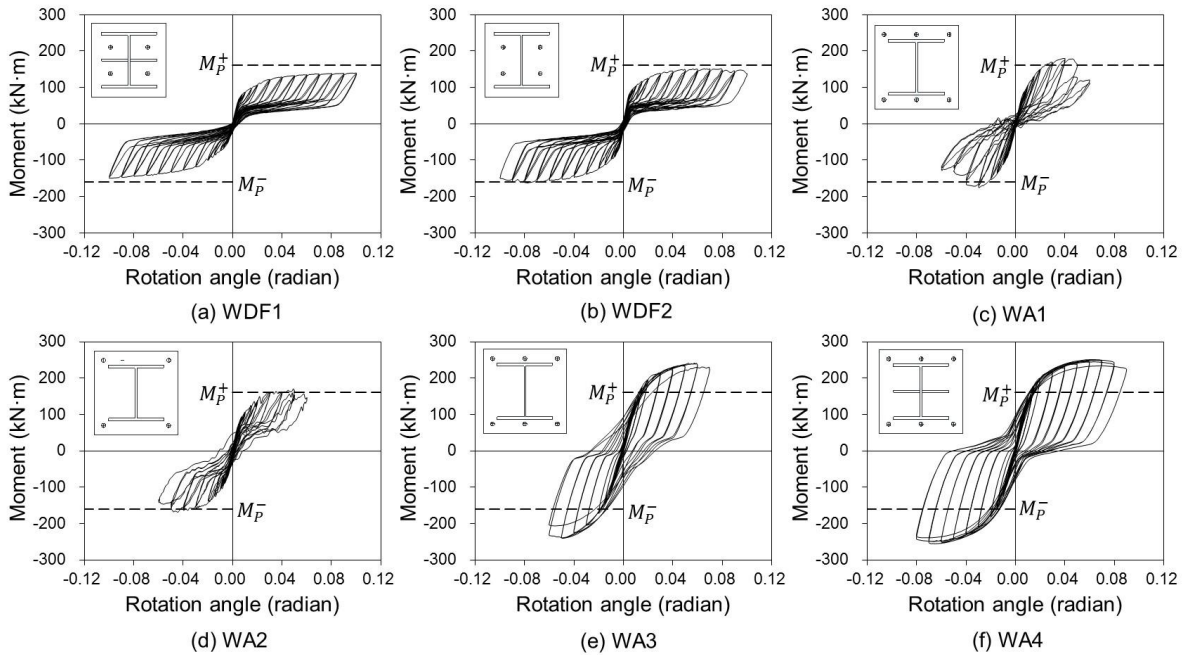 300
200
100
0
-100
-200
-300
Moment (kN·m)
M_P^+
M_P^-
-0.12 -0.08 -0.04 0.00 0.04 0.08 0.12
Rotation angle (radian)
(a) WDF1
300
200
100
0
-100
-200
-300
Moment (kN·m)
M_P^+
M_P^-
-0.12 -0.08 -0.04 0.00 0.04 0.08 0.12
Rotation angle (radian)
(b) WDF2
300
200
100
0
-100
-200
-300
Moment (kN·m)
M_P^+
M_P^-
-0.12 -0.08 -0.04 0.00 0.04 0.08 0.12
Rotation angle (radian)
(c) WA1
300
200
100
0
-100
-200
-300
Moment (kN·m)
M_P^+
M_P^-
-0.12 -0.08 -0.04 0.00 0.04 0.08 0.12
Rotation angle (radian)
(d) WA2
300
200
100
0
-100
-200
-300
Moment (kN·m)
M_P^+
M_P^-
-0.12 -0.08 -0.04 0.00 0.04 0.08 0.12
Rotation angle (radian)
(e) WA3
300
200
100
0
-100
-200
-300
Moment (kN·m)
M_P^+
M_P^-
-0.12 -0.08 -0.04 0.00 0.04 0.08 0.12
Rotation angle (radian)
(f) WA4